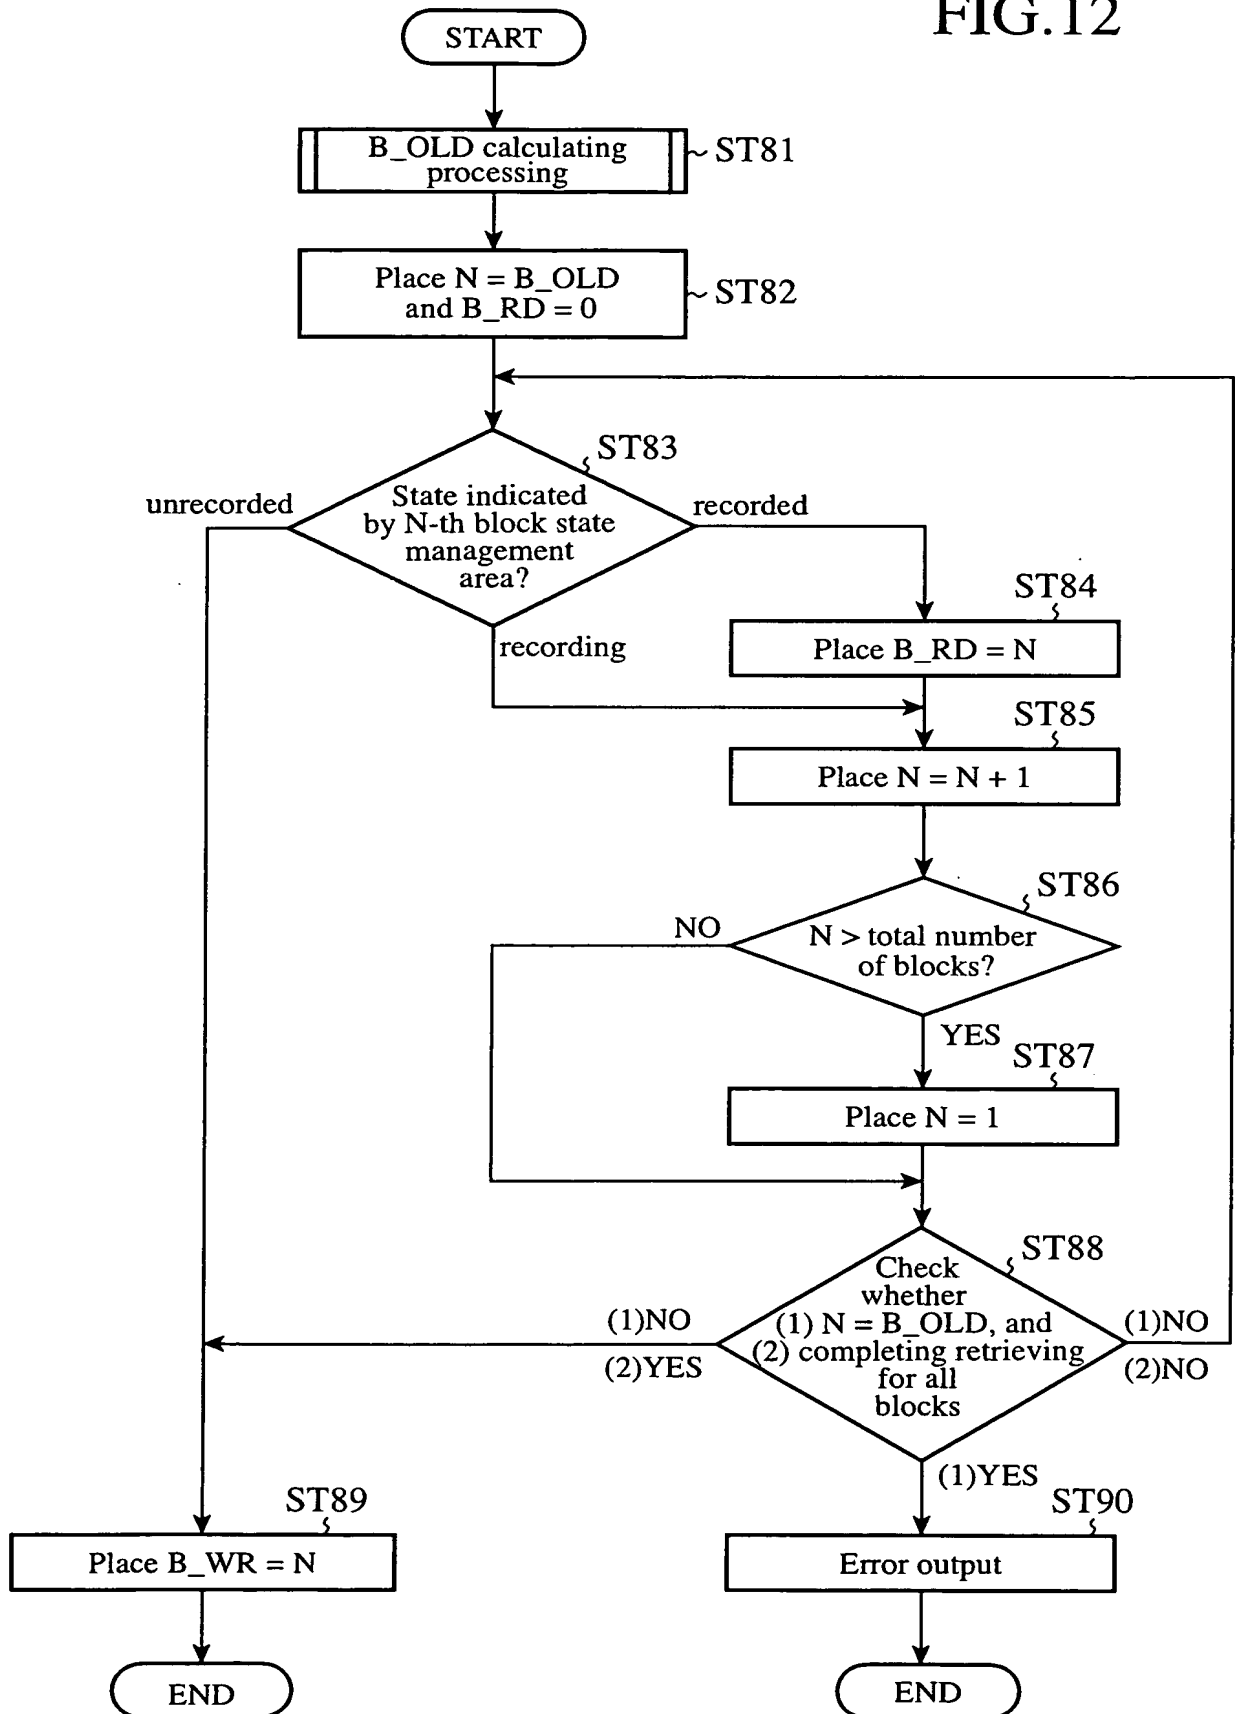 FIG.12
START
B_OLD calculating
processing
ST81
Place N = B_OLD
and B_RD = 0
ST82
ST83
State indicated
by N-th block state
management
area?
unrecorded
recorded
recording
ST84
Place B_RD = N
ST85
Place N = N + 1
ST86
N > total number
of blocks?
NO
YES
ST87
Place N = 1
ST88
Check
whether
(1) N = B_OLD, and
(2) completing retrieving
for all
blocks
(1)NO
(2)YES
(1)NO
(2)NO
(1)YES
ST89
Place B_WR = N
ST90
Error output
END
END